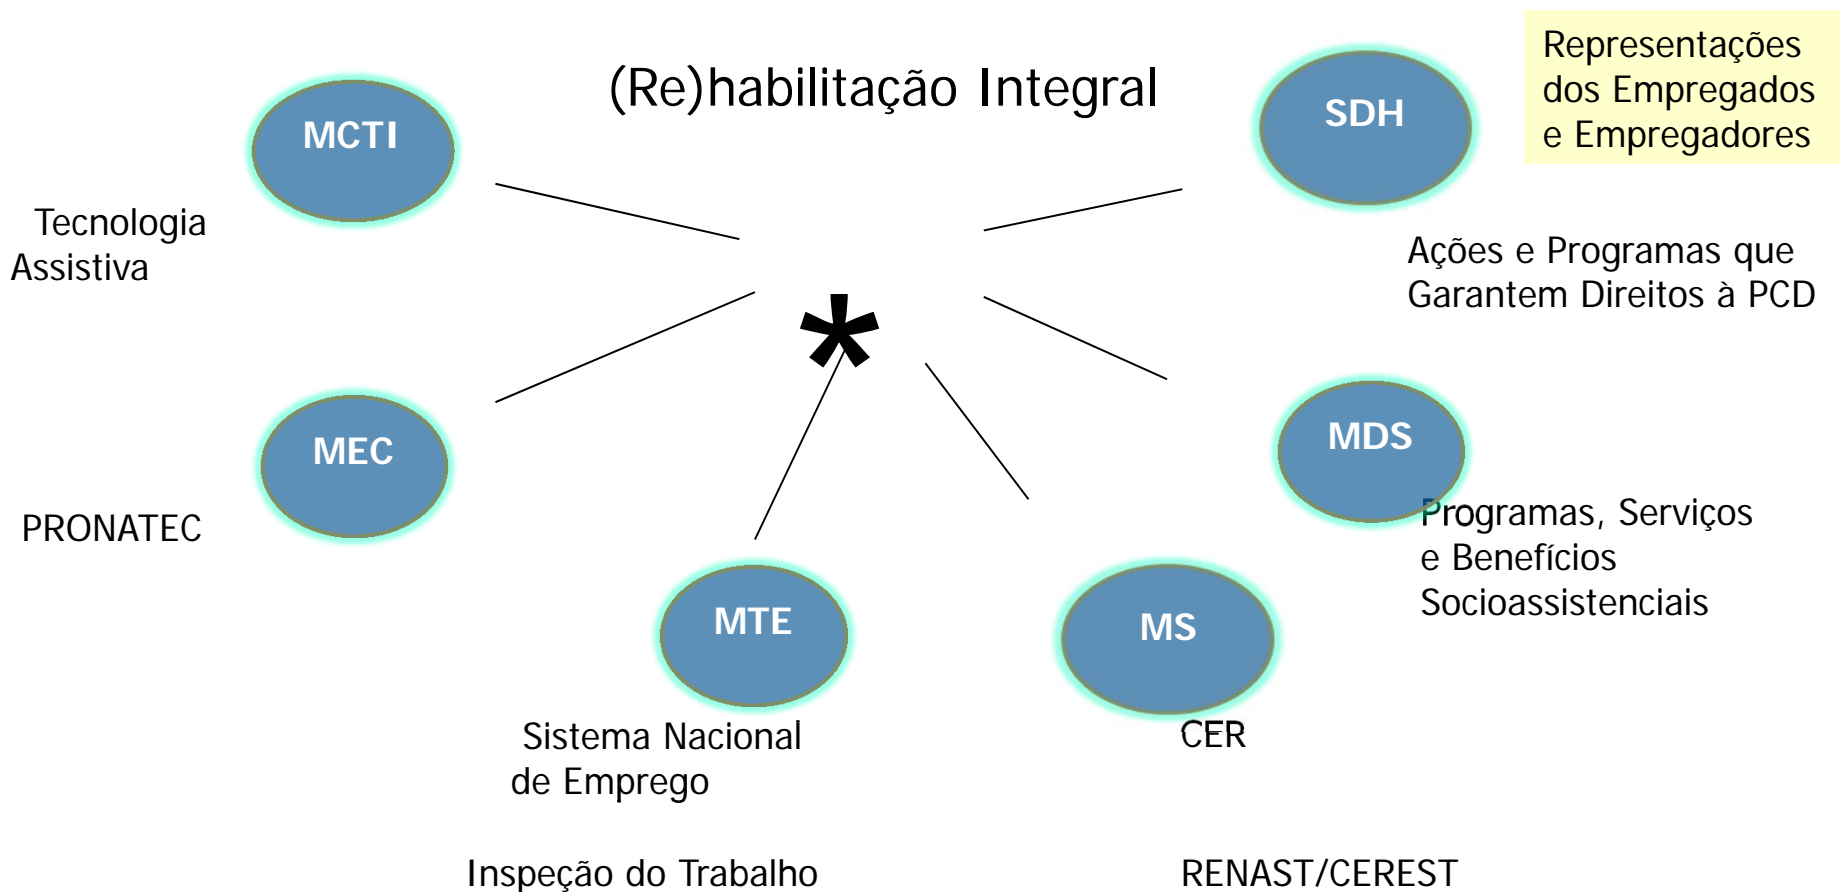 (Re)habilitação Integral
Representações
dos Empregados
e Empregadores
MCTI
SDH
Tecnologia
Assistiva
Ações e Programas que
Garantem Direitos à PCD
*
MEC
MDS
PRONATEC
Programas, Serviços
e Benefícios
Socioassistenciais
MTE
MS
Sistema Nacional
de Emprego
CER
Inspeção do Trabalho
RENAST/CEREST